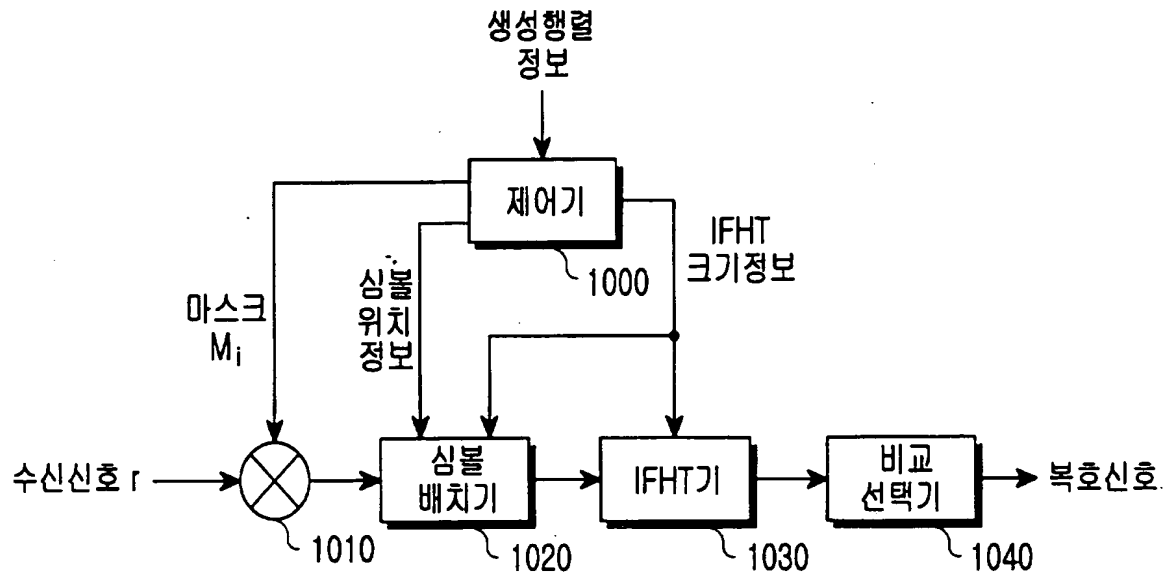 생성행렬
정보
제어기
1000
IFHT
크기정보
마스크
Mi
심볼
위치
정보
수신신호 r
1010
심볼
배치기
1020
IFHT기
1030
비교
선택기
1040
복호신호